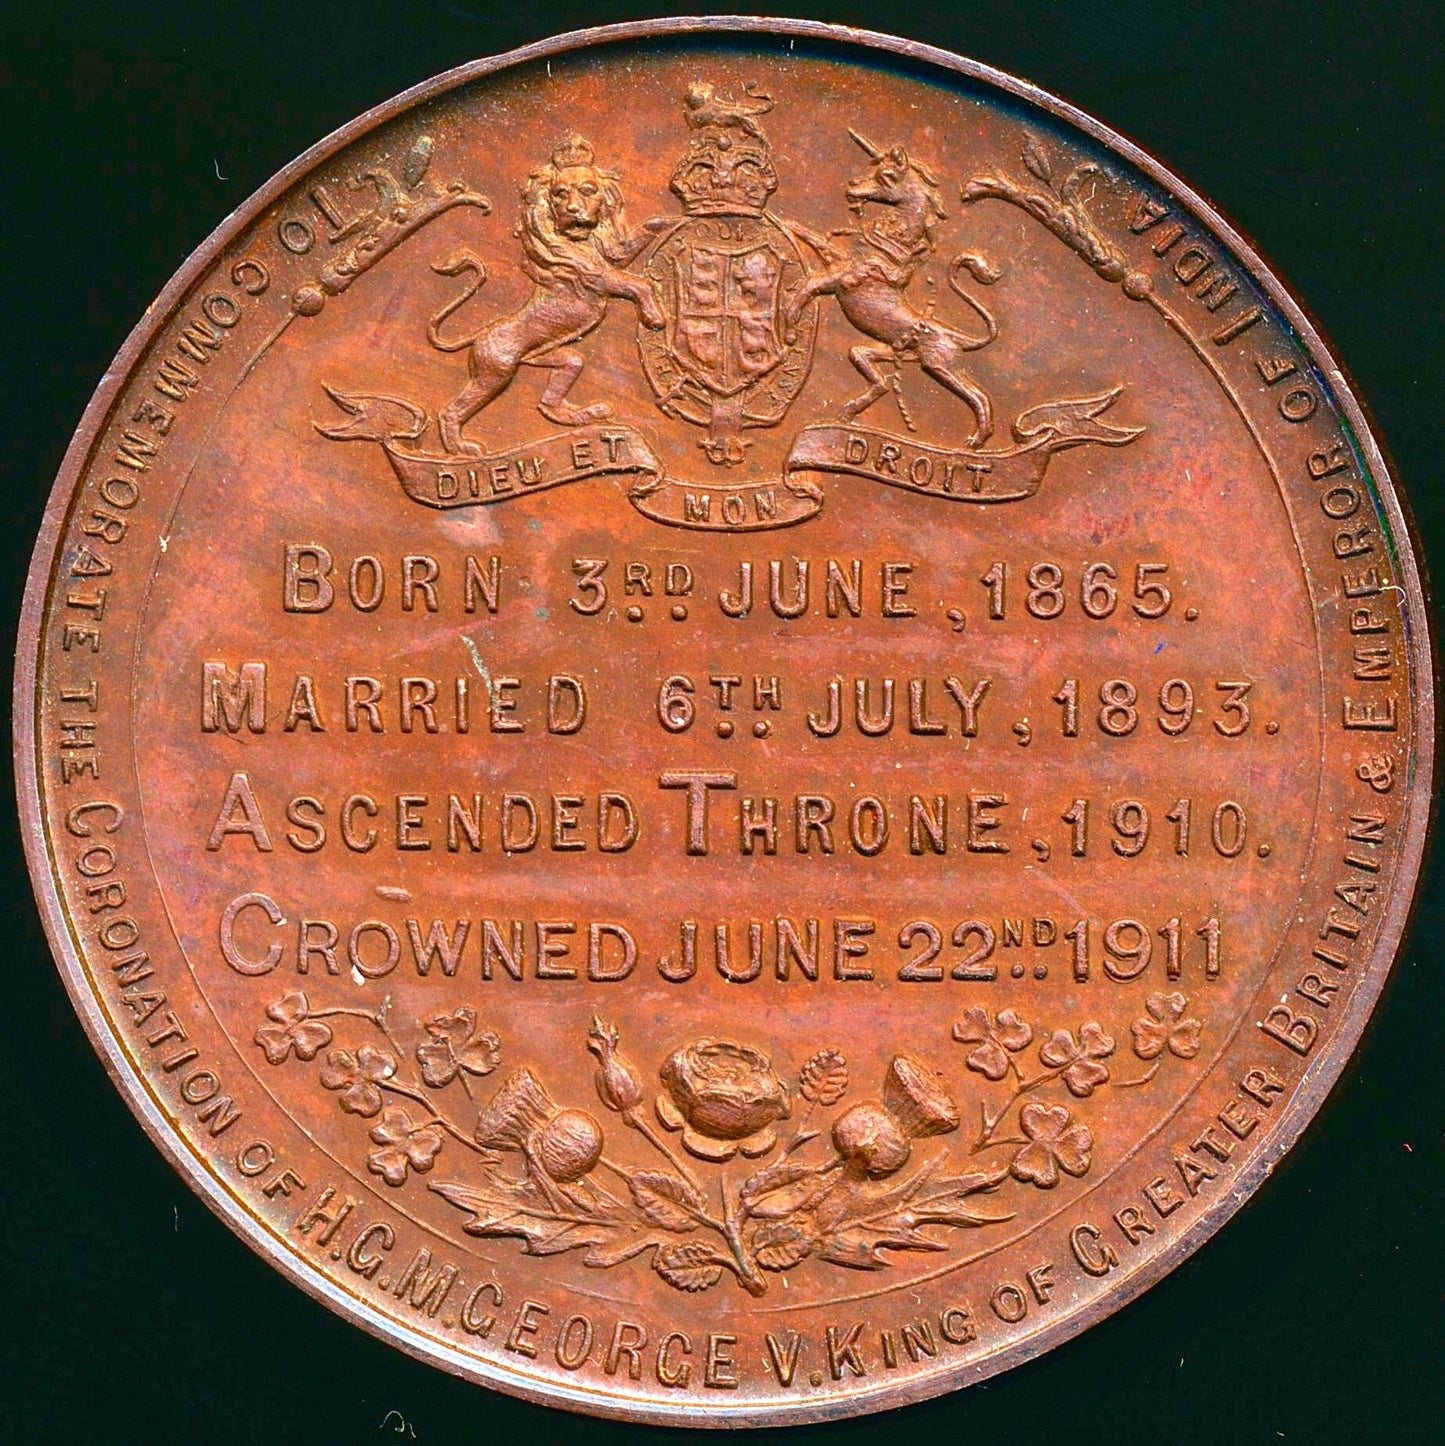 TO COMMEMORATE THE CORONATION OF H.G.M. GEORGE V. KING OF GREATER BRITAIN & EMPEROR OF INDIA
DIEU ET MON DROIT
BORN 3RD JUNE, 1865.
MARRIED 6TH JULY, 1893.
ASCENDED THRONE, 1910.
CROWNED JUNE 22ND 1911